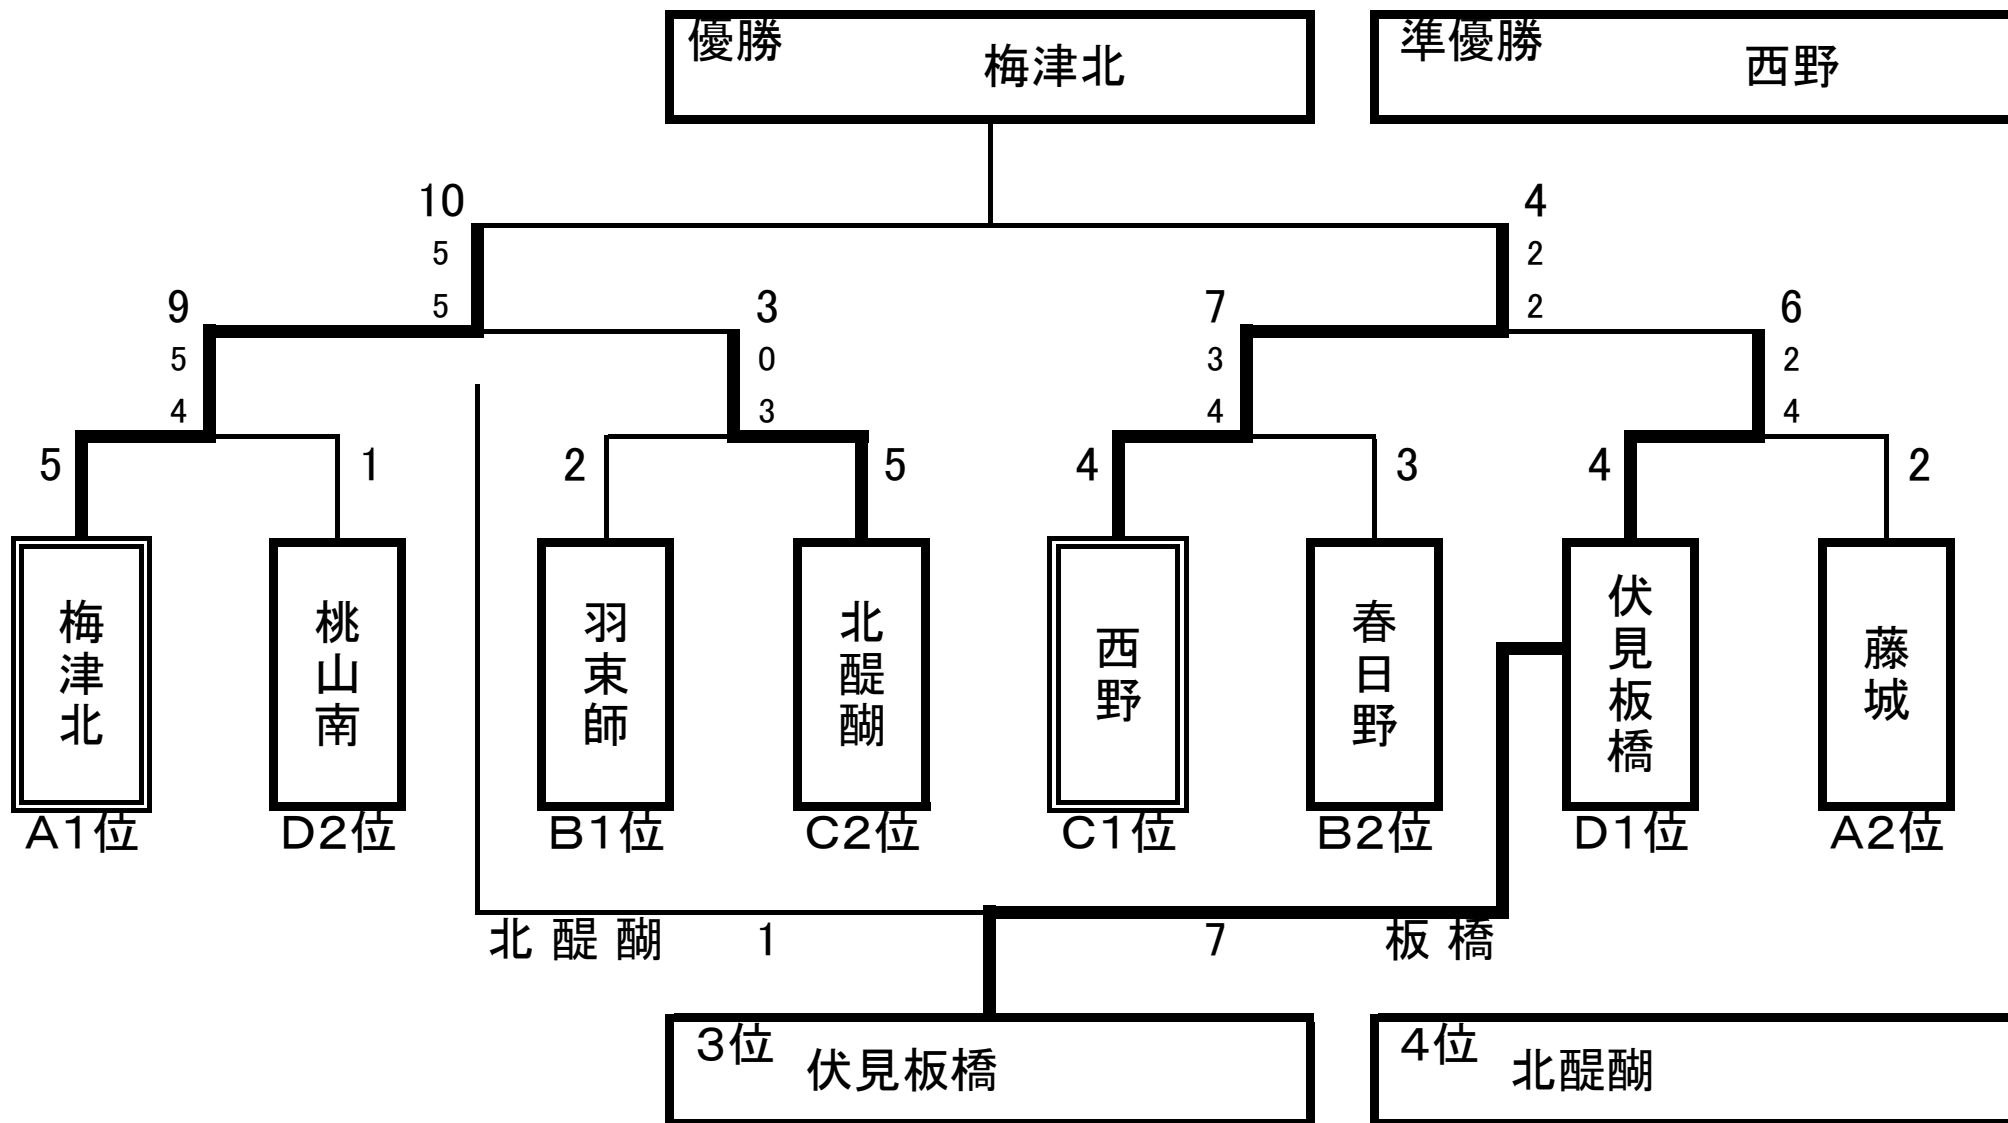 優勝 梅津北
準優勝 西野
10 4
5 2
5 2
9 3 7 6
5 0 3 2
4 3 4 4
5 1 2 5 4 3 4 2
梅津北
桃山南
羽束師
北醍醐
西野
春日野
伏見板橋
藤城
A1位 D2位 B1位 C2位 C1位 B2位 D1位 A2位
北醍醐 1 7 板橋
3位 伏見板橋
4位 北醍醐